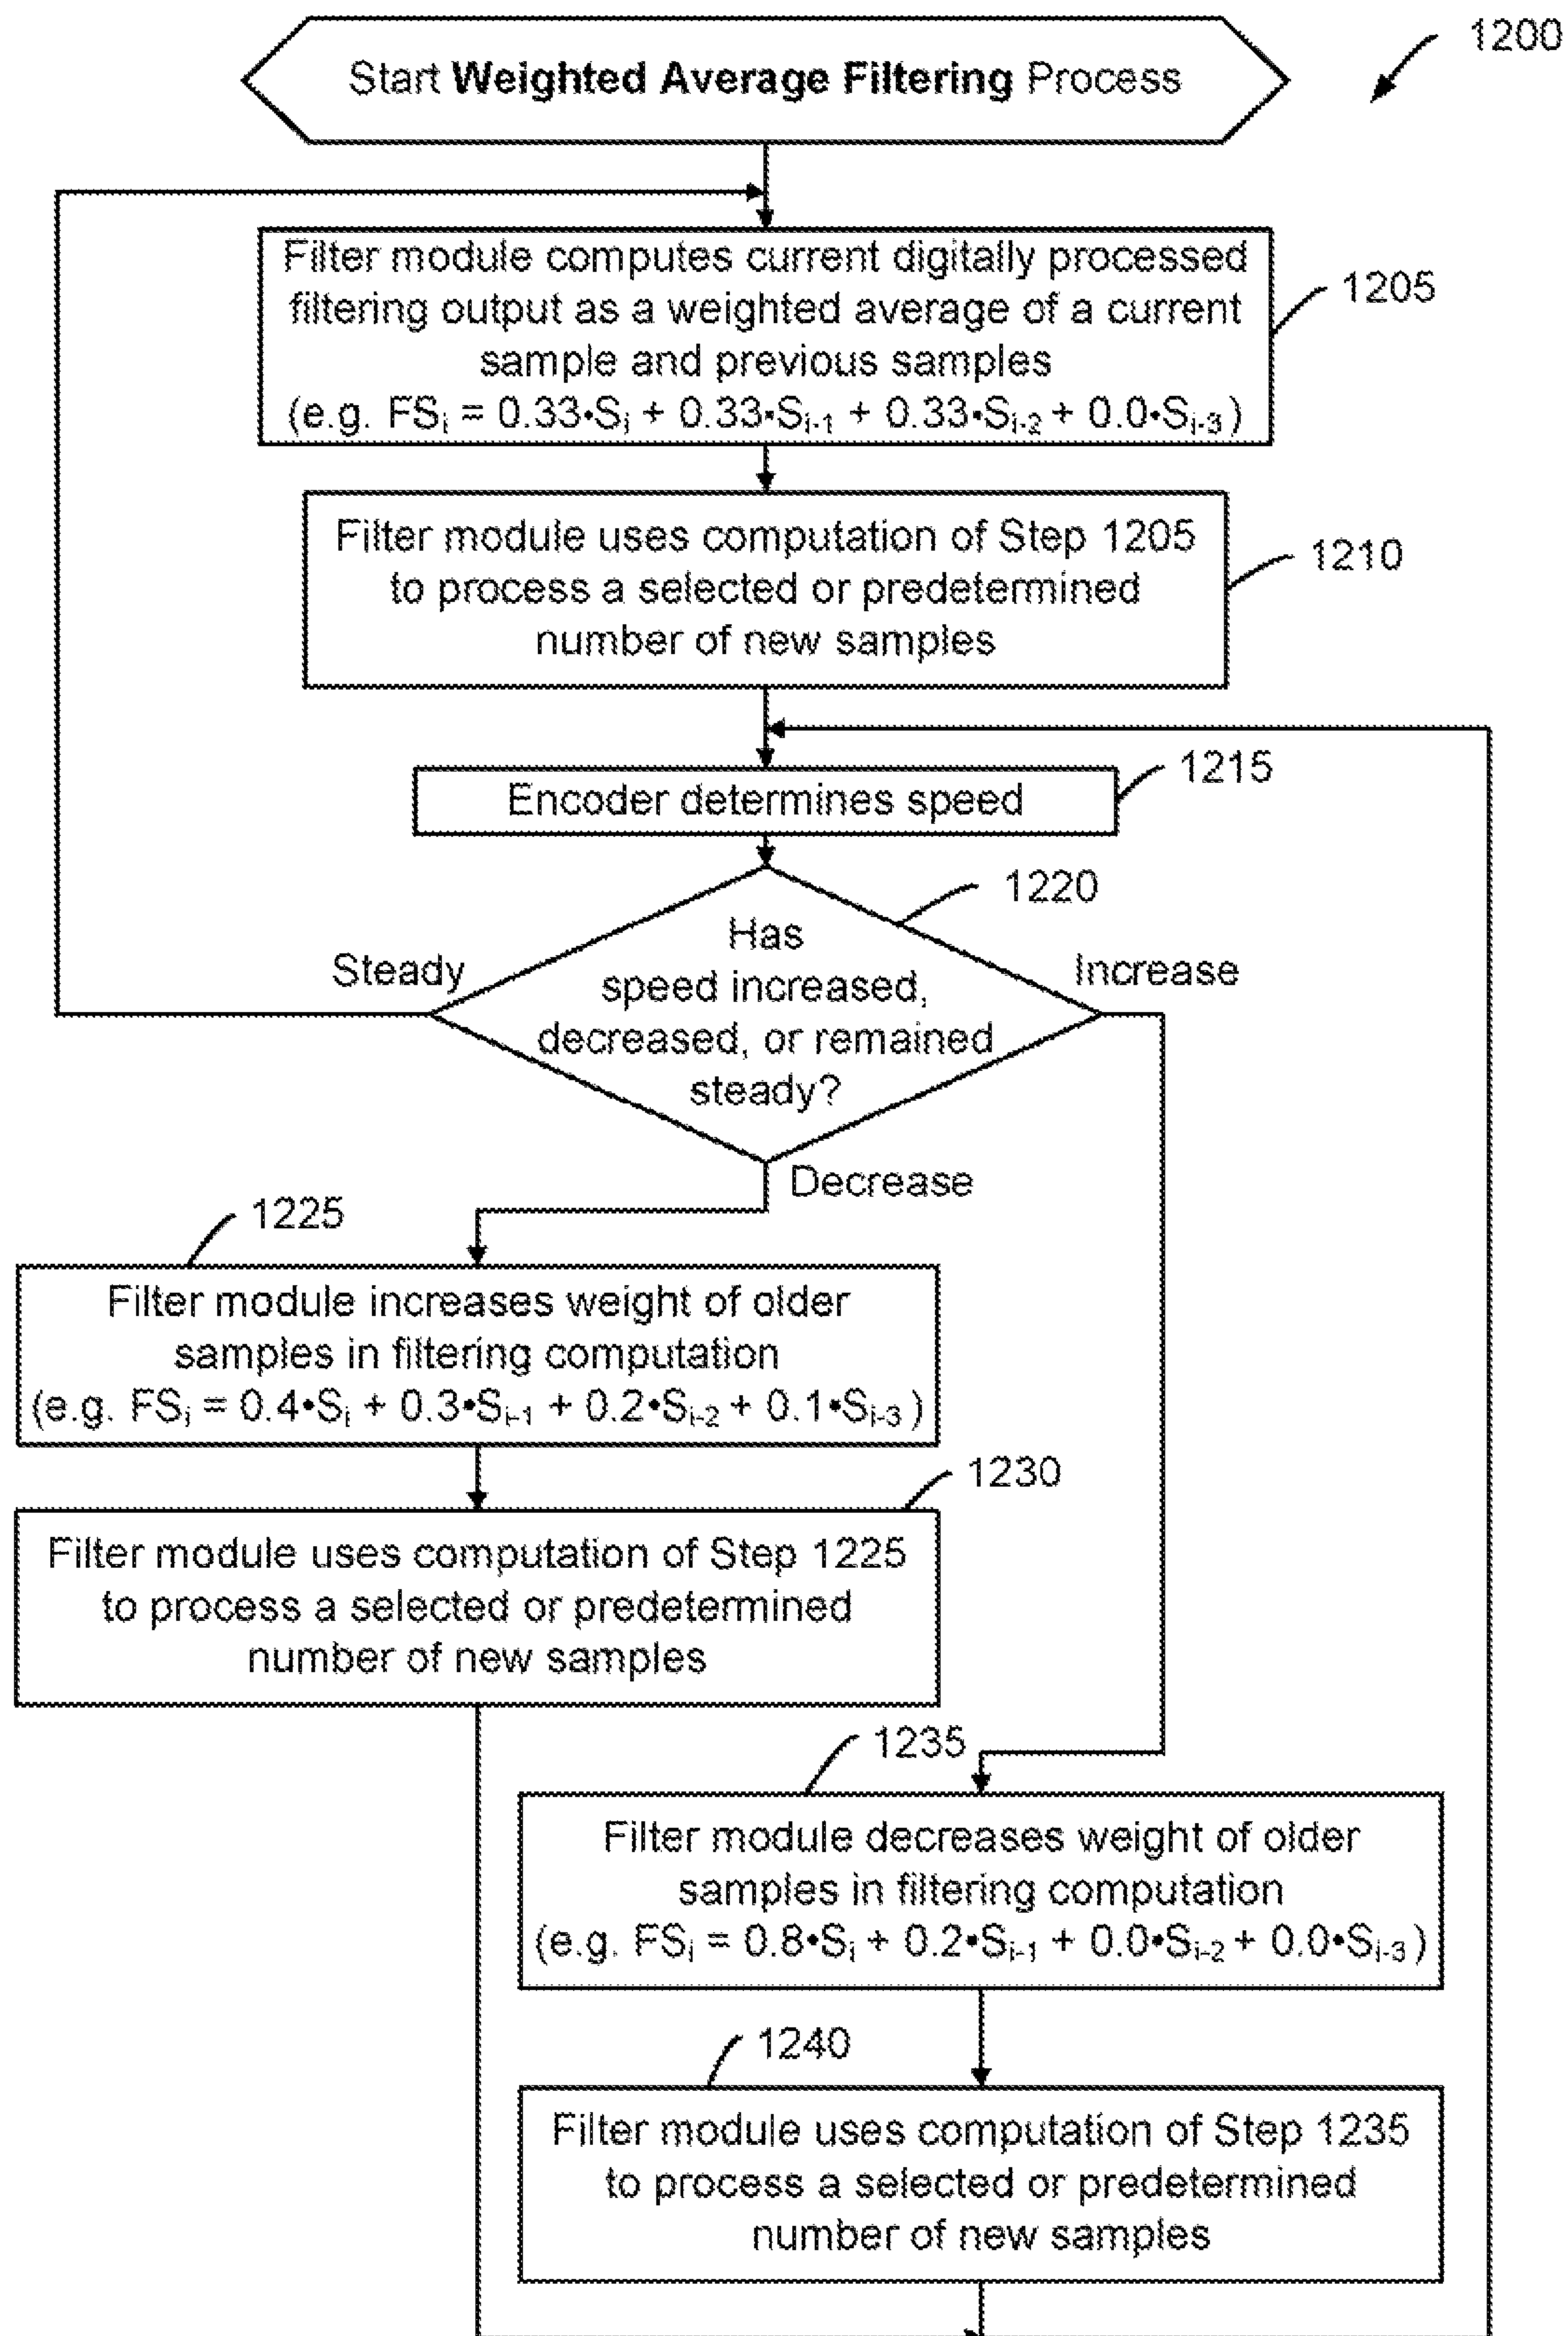 1200
Start Weighted Average Filtering Process
Filter module computes current digitally processed
filtering output as a weighted average of a current
sample and previous samples
(e.g. FSᵢ = 0.33•Sᵢ + 0.33•Sᵢ₋₁ + 0.33•Sᵢ₋₂ + 0.0•Sᵢ₋₃)
1205
Filter module uses computation of Step 1205
to process a selected or predetermined
number of new samples
1210
Encoder determines speed
1215
1220
Has
speed increased,
decreased, or remained
steady?
Steady
Increase
Decrease
1225
Filter module increases weight of older
samples in filtering computation
(e.g. FSᵢ = 0.4•Sᵢ + 0.3•Sᵢ₋₁ + 0.2•Sᵢ₋₂ + 0.1•Sᵢ₋₃)
1230
Filter module uses computation of Step 1225
to process a selected or predetermined
number of new samples
1235
Filter module decreases weight of older
samples in filtering computation
(e.g. FSᵢ = 0.8•Sᵢ + 0.2•Sᵢ₋₁ + 0.0•Sᵢ₋₂ + 0.0•Sᵢ₋₃)
1240
Filter module uses computation of Step 1235
to process a selected or predetermined
number of new samples